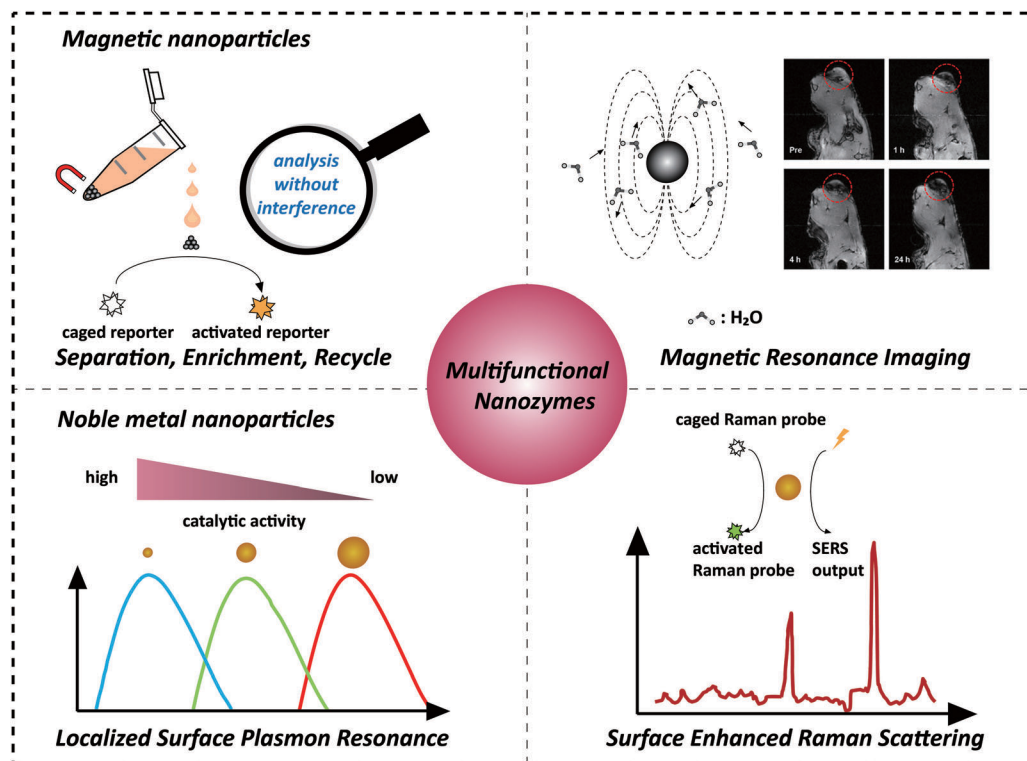 Magnetic nanoparticles
analysis
without
interference
caged reporter
activated reporter
Separation, Enrichment, Recycle
Pre
1 h
4 h
24 h
: H₂O
Magnetic Resonance Imaging
Multifunctional
Nanozymes
Noble metal nanoparticles
high
low
catalytic activity
Localized Surface Plasmon Resonance
caged Raman probe
activated
Raman probe
SERS
output
Surface Enhanced Raman Scattering